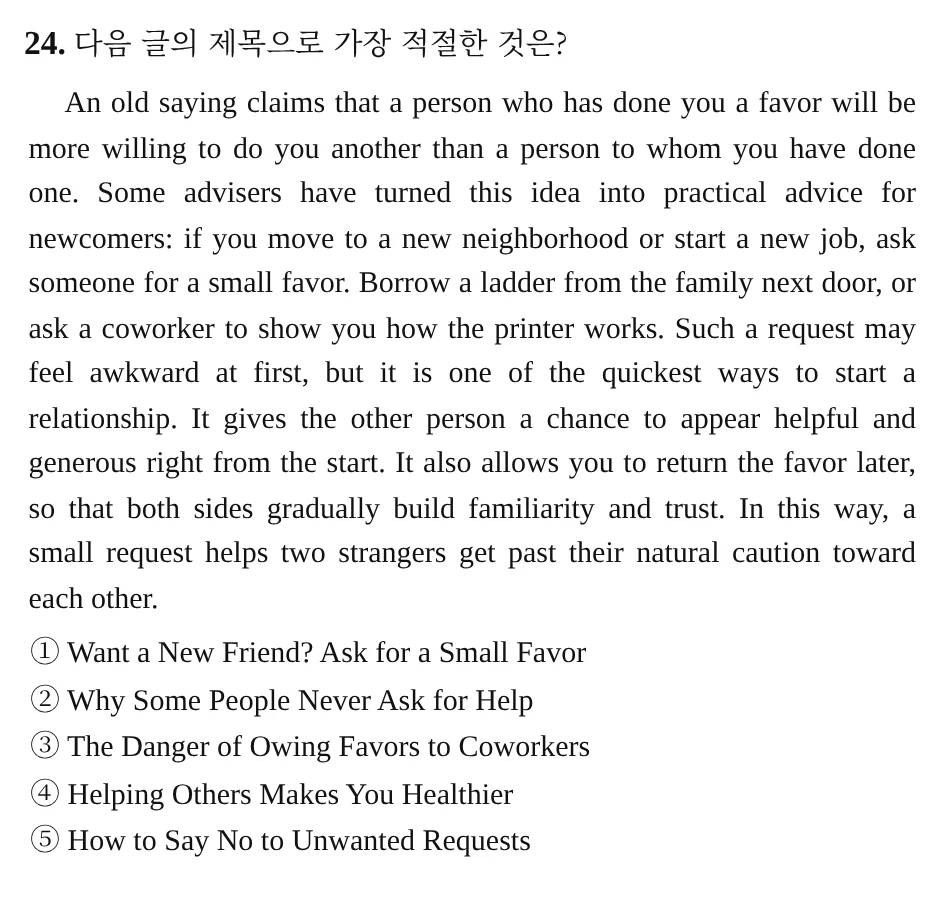 24. 다음 글의 제목으로 가장 적절한 것은?
An old saying claims that a person who has done you a favor will be
more willing to do you another than a person to whom you have done
one. Some advisers have turned this idea into practical advice for
newcomers: if you move to a new neighborhood or start a new job, ask
someone for a small favor. Borrow a ladder from the family next door, or
ask a coworker to show you how the printer works. Such a request may
feel awkward at first, but it is one of the quickest ways to start a
relationship. It gives the other person a chance to appear helpful and
generous right from the start. It also allows you to return the favor later,
so that both sides gradually build familiarity and trust. In this way, a
small request helps two strangers get past their natural caution toward
each other.
① Want a New Friend? Ask for a Small Favor
② Why Some People Never Ask for Help
③ The Danger of Owing Favors to Coworkers
④ Helping Others Makes You Healthier
⑤ How to Say No to Unwanted Requests